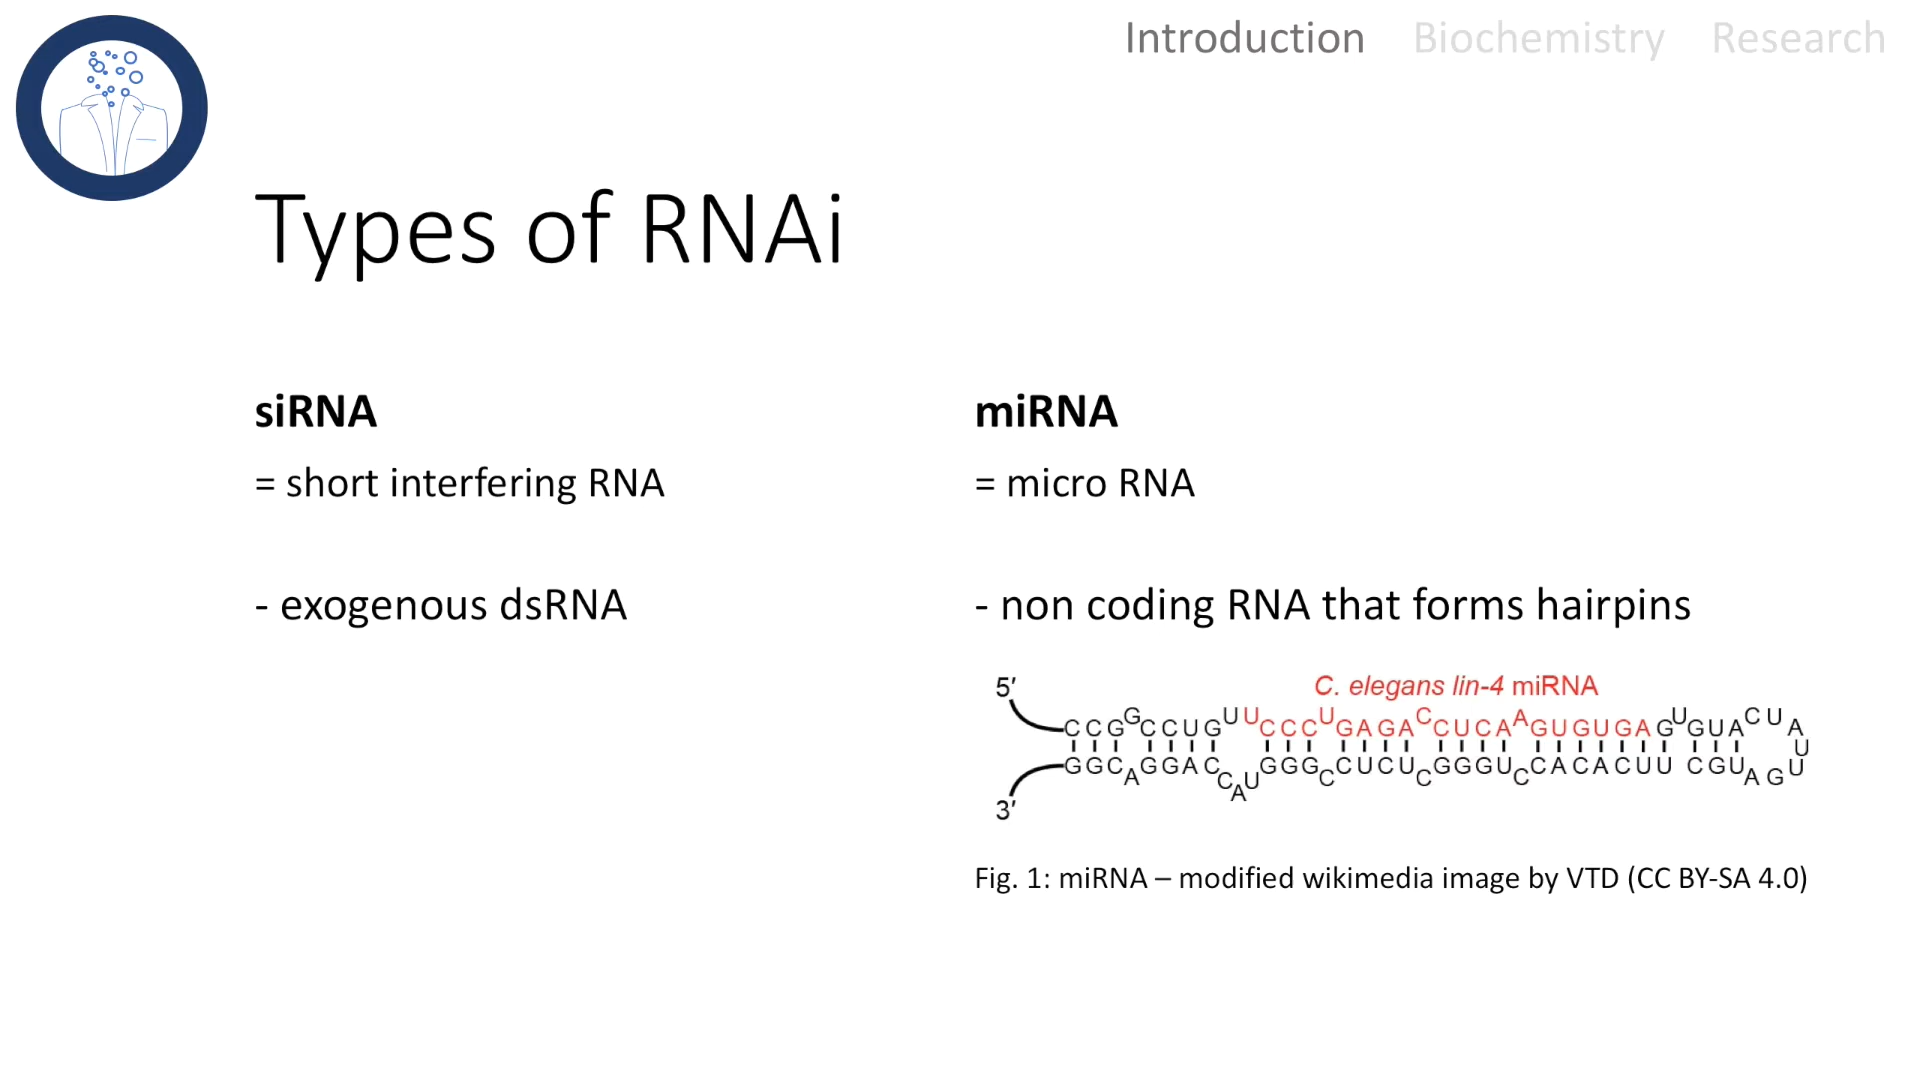 Introduction Biochemistry Research
Types of RNAi
siRNA
= short interfering RNA
- exogenous dsRNA
miRNA
= micro RNA
- non coding RNA that forms hairpins
C. elegans lin-4 miRNA
5′
CCGGCCUGUUCCCUGAGACCUCAAGUGUGAGUGUACUAUU
GGCAGGACCAUGGGCCUCUCGGGUCCACACUUCGUAGU
3′
Fig. 1: miRNA – modified wikimedia image by VTD (CC BY-SA 4.0)